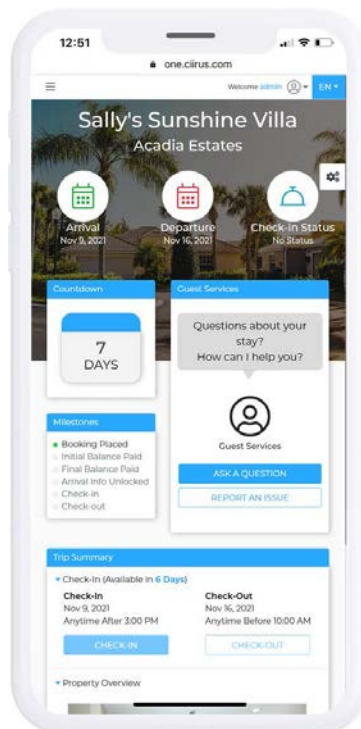 12:51
one.ciirus.com
Welcome admin
EN
Sally's Sunshine Villa
Acadia Estates
Arrival
Nov 9, 2021
Departure
Nov 16, 2021
Check-in Status
No Status
Countdown
7
DAYS
Guest Services
Questions about your
stay?
How can I help you?
Guest Services
ASK A QUESTION
REPORT AN ISSUE
Milestones
Booking Placed
Initial Balance Paid
Final Balance Paid
Arrival Info Unlocked
Check-in
Check-out
Trip Summary
Check-In (Available in 6 Days)
Check-In
Nov 9, 2021
Anytime After 3:00 PM
CHECK-IN
Check-Out
Nov 16, 2021
Anytime Before 10:00 AM
CHECK-OUT
Property Overview